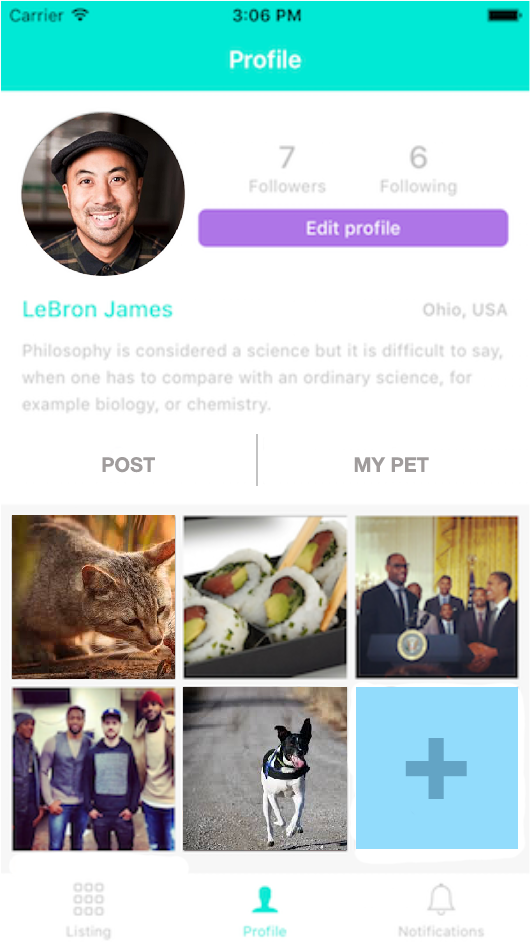 Carrier 3:06 PM
Profile
7 6
Followers Following
Edit profile
LeBron James Ohio, USA
Philosophy is considered a science but it is difficult to say,
when one has to compare with an ordinary science, for
example biology, or chemistry.
POST MY PET
Listing Profile Notifications